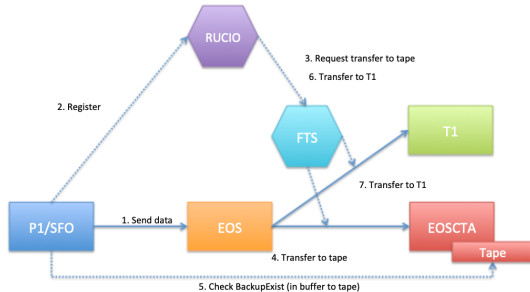 RUCIO
3. Request transfer to tape
6. Transfer to T1
2. Register
FTS
T1
7. Transfer to T1
P1/SFO
1. Send data
EOS
EOSCTA
4. Transfer to tape
Tape
5. Check BackupExist (in buffer to tape)